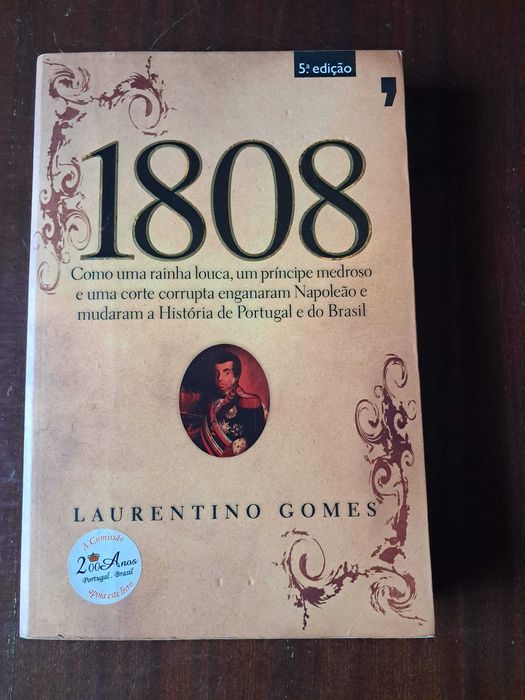 5.ª edição
1808
Como uma rainha louca, um príncipe medroso
e uma corte corrupta enganaram Napoleão e
mudaram a História de Portugal e do Brasil
LAURENTINO GOMES
A Comissão
200 Anos
Portugal . Brasil
apoia este livro